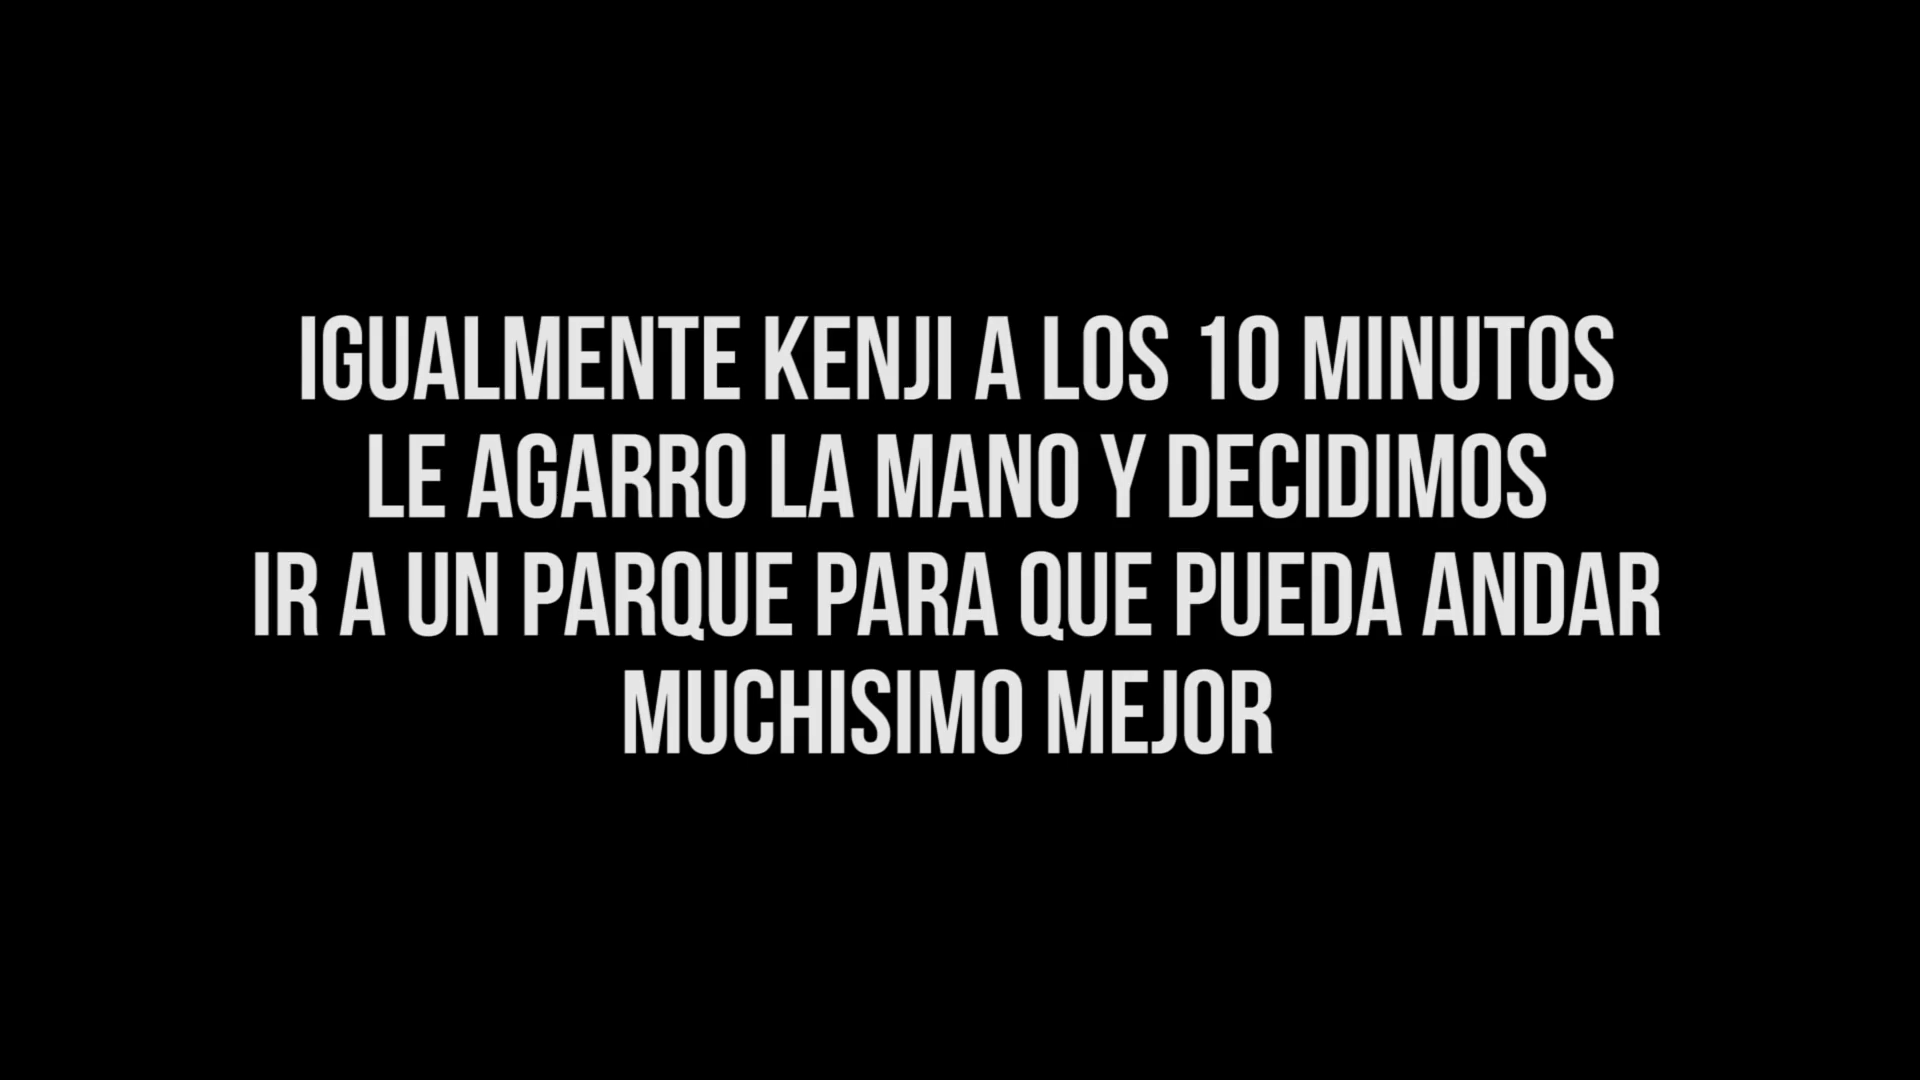 IGUALMENTE KENJI A LOS 10 MINUTOS
LE AGARRO LA MANO Y DECIDIMOS
IR A UN PARQUE PARA QUE PUEDA ANDAR
MUCHISIMO MEJOR